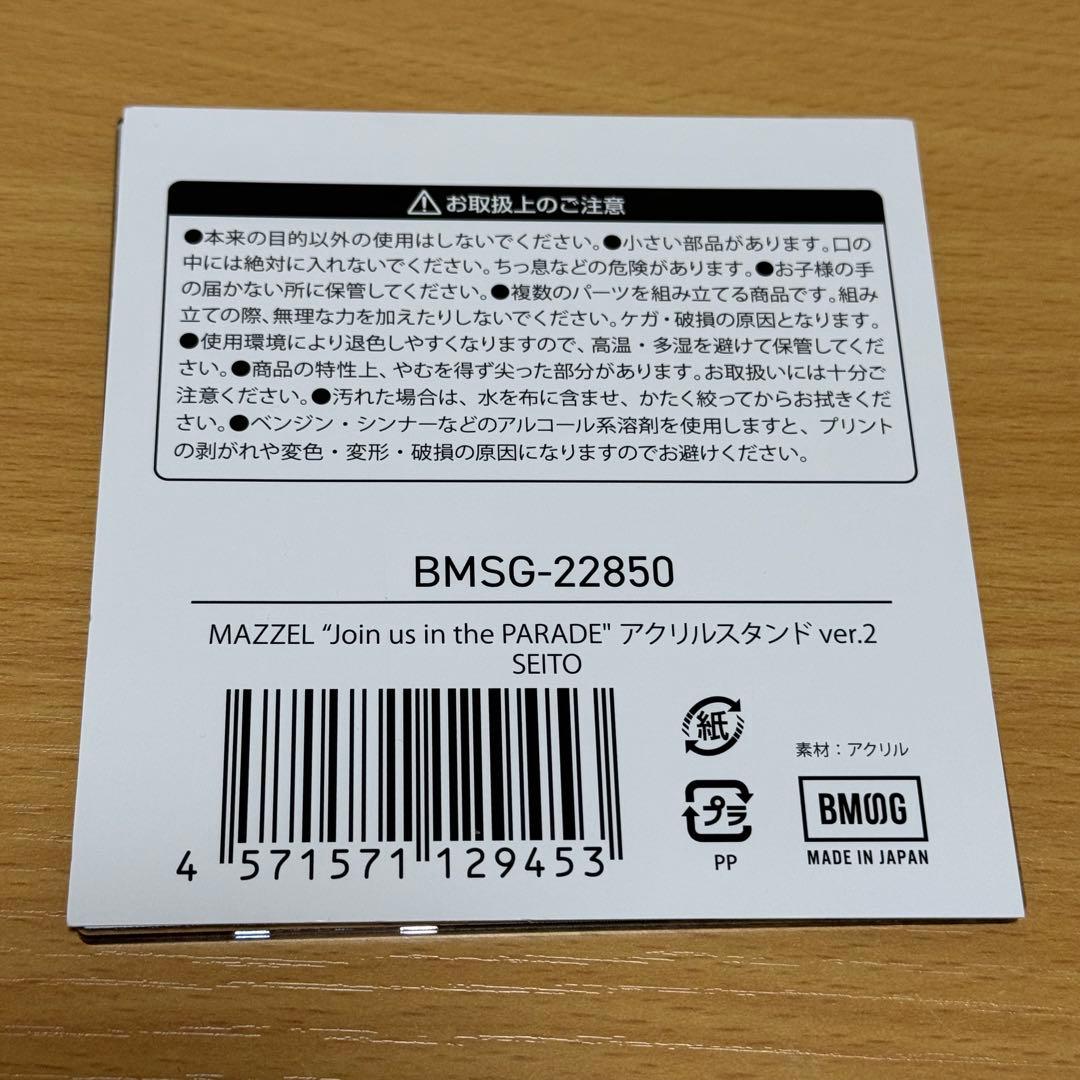 ⚠お取扱上のご注意
●本来の目的以外の使用はしないでください。●小さい部品があります。口の
中には絶対に入れないでください。ちっ息などの危険があります。●お子様の手
の届かない所に保管してください。●複数のパーツを組み立てる商品です。組み
立ての際、無理な力を加えたりしないでください。ケガ・破損の原因となります。
●使用環境により退色しやすくなりますので、高温・多湿を避けて保管してくだ
さい。●商品の特性上、やむを得ず尖った部分があります。お取扱いには十分ご
注意ください。●汚れた場合は、水を布に含ませ、かたく絞ってからお拭きくだ
さい。●ベンジン・シンナーなどのアルコール系溶剤を使用しますと、プリント
の剥がれや変色・変形・破損の原因になりますのでお避けください。
BMSG-22850
MAZZEL “Join us in the PARADE" アクリルスタンド ver.2
SEITO
4 571571 129453
紙
プラ
PP
素材：アクリル
BMSG
MADE IN JAPAN